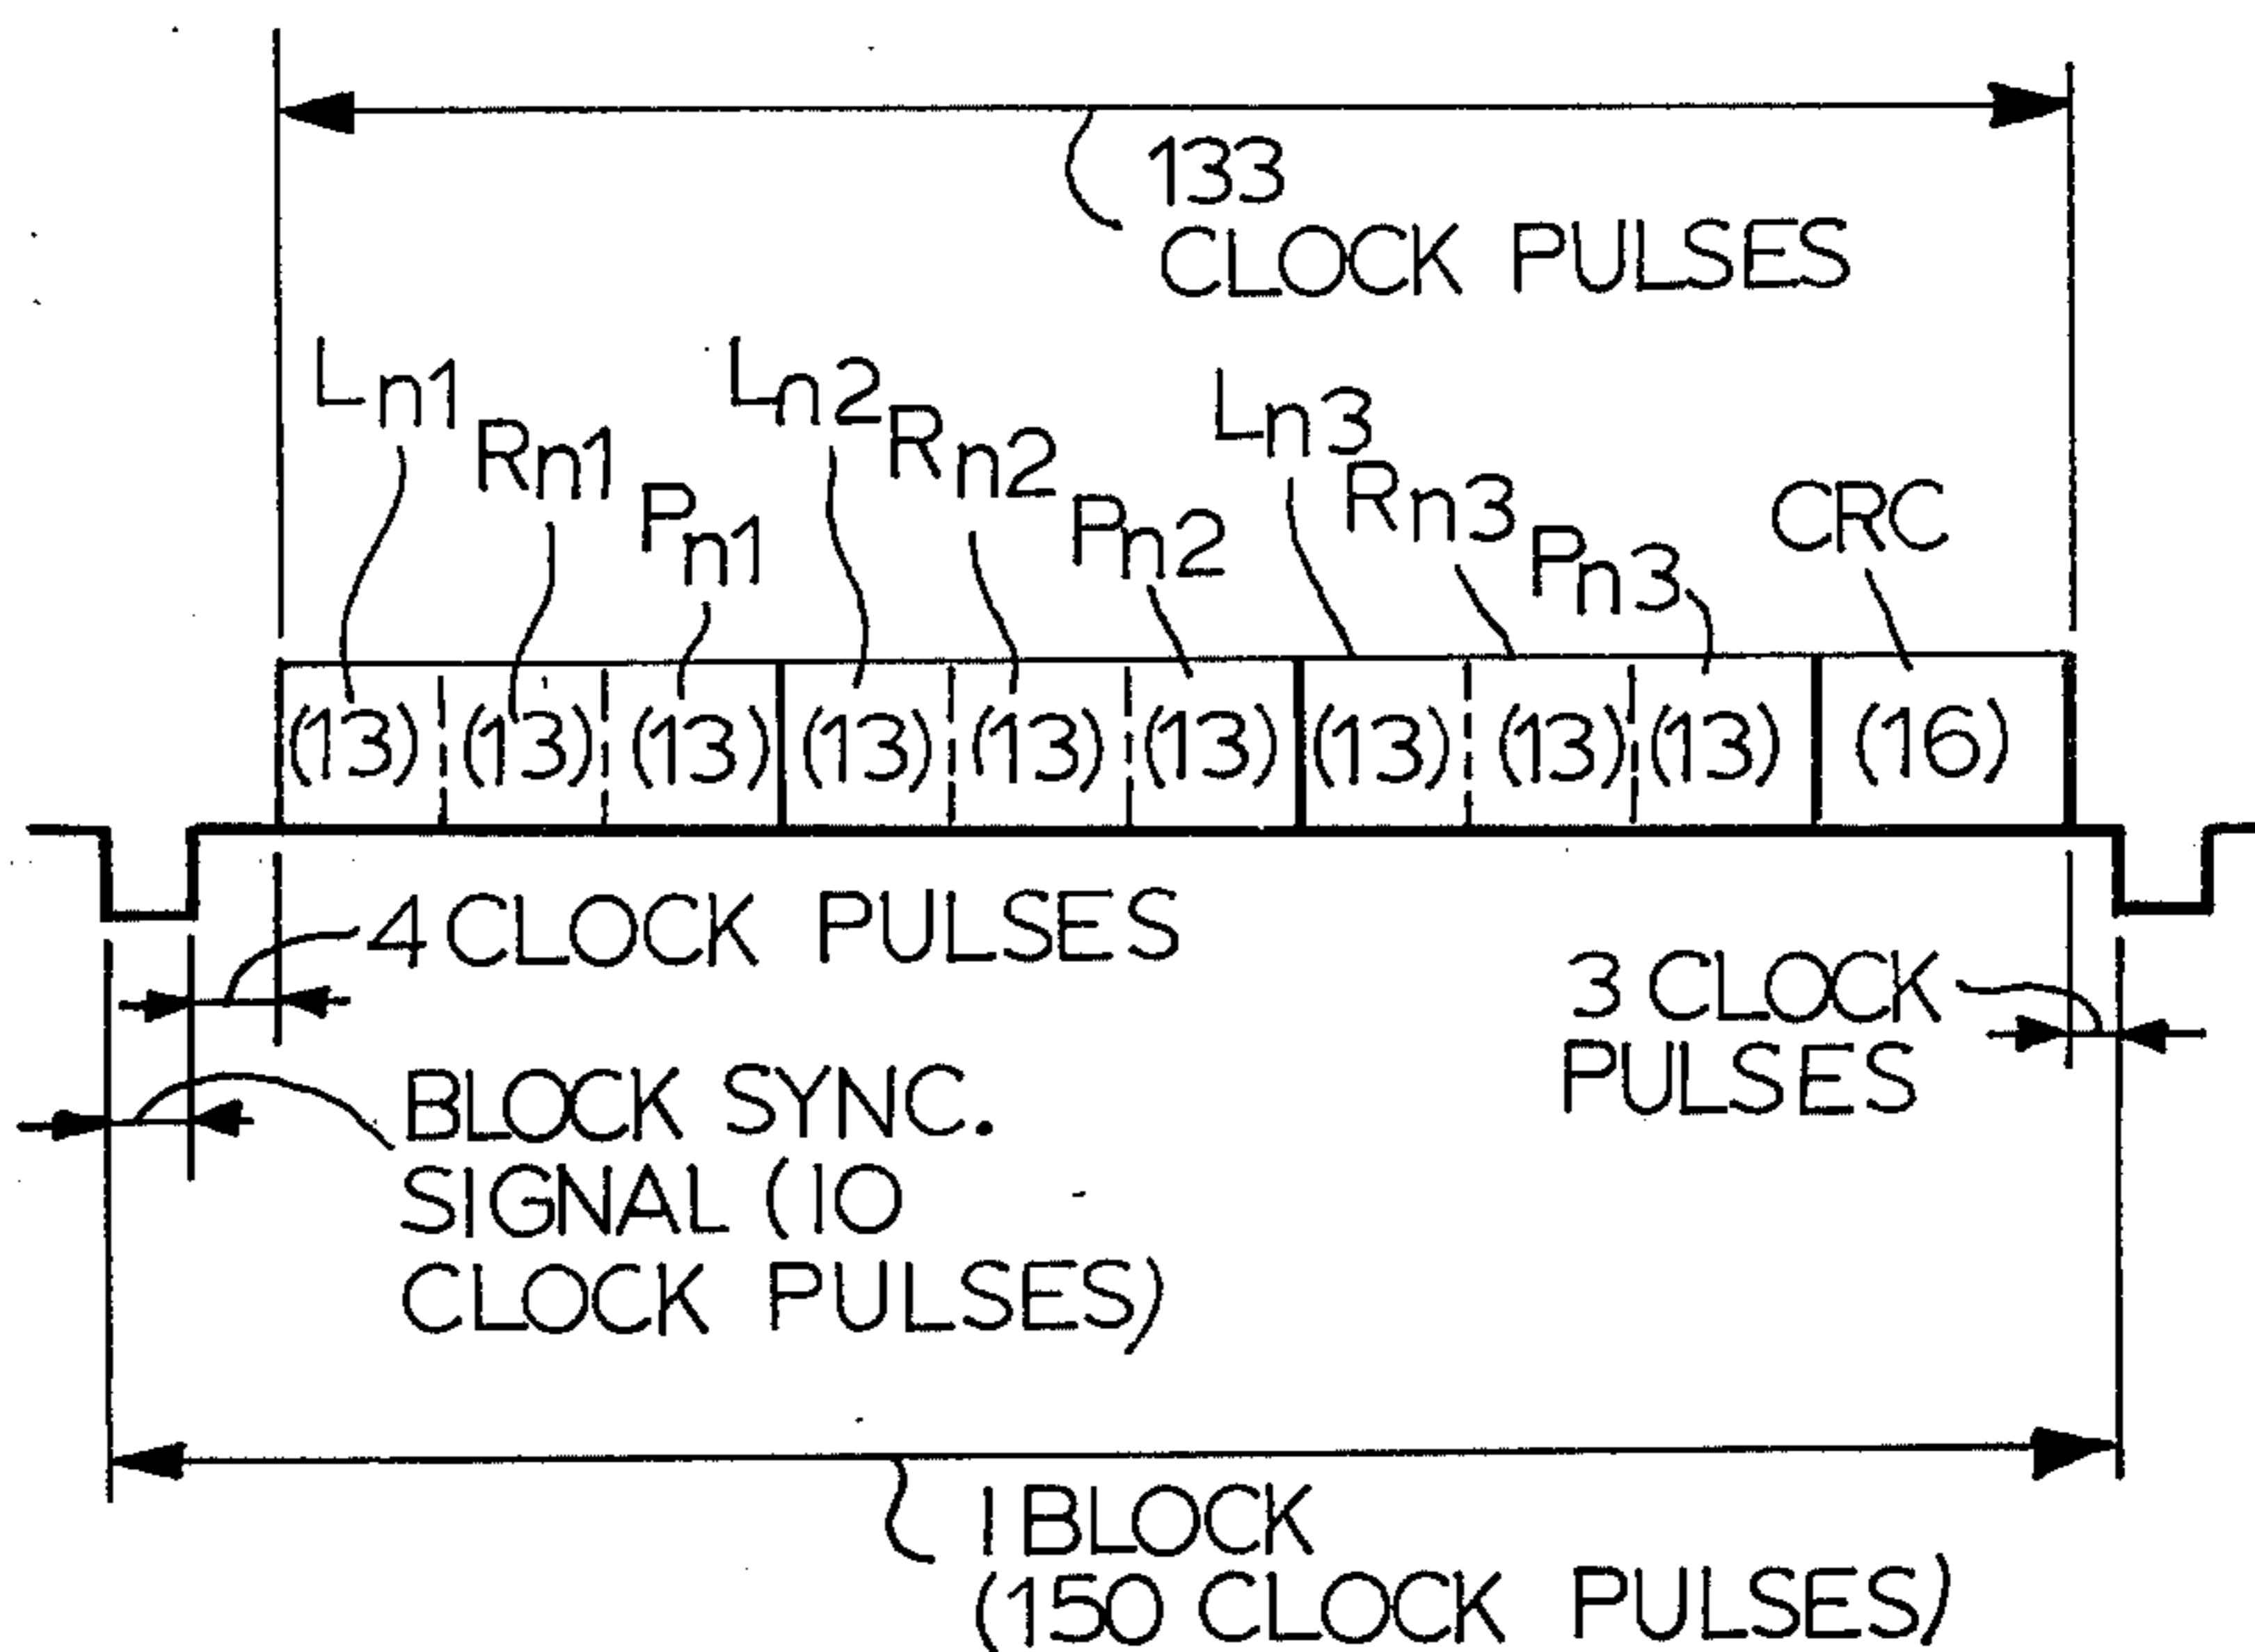 133
CLOCK PULSES
Ln1
Rn1
Pn1
Ln2
Rn2
Pn2
Ln3
Rn3
Pn3
CRC
(13) (13) (13) (13) (13) (13) (13) (13) (13) (16)
4 CLOCK PULSES
3 CLOCK
PULSES
BLOCK SYNC.
SIGNAL (10
CLOCK PULSES)
1 BLOCK
(150 CLOCK PULSES)